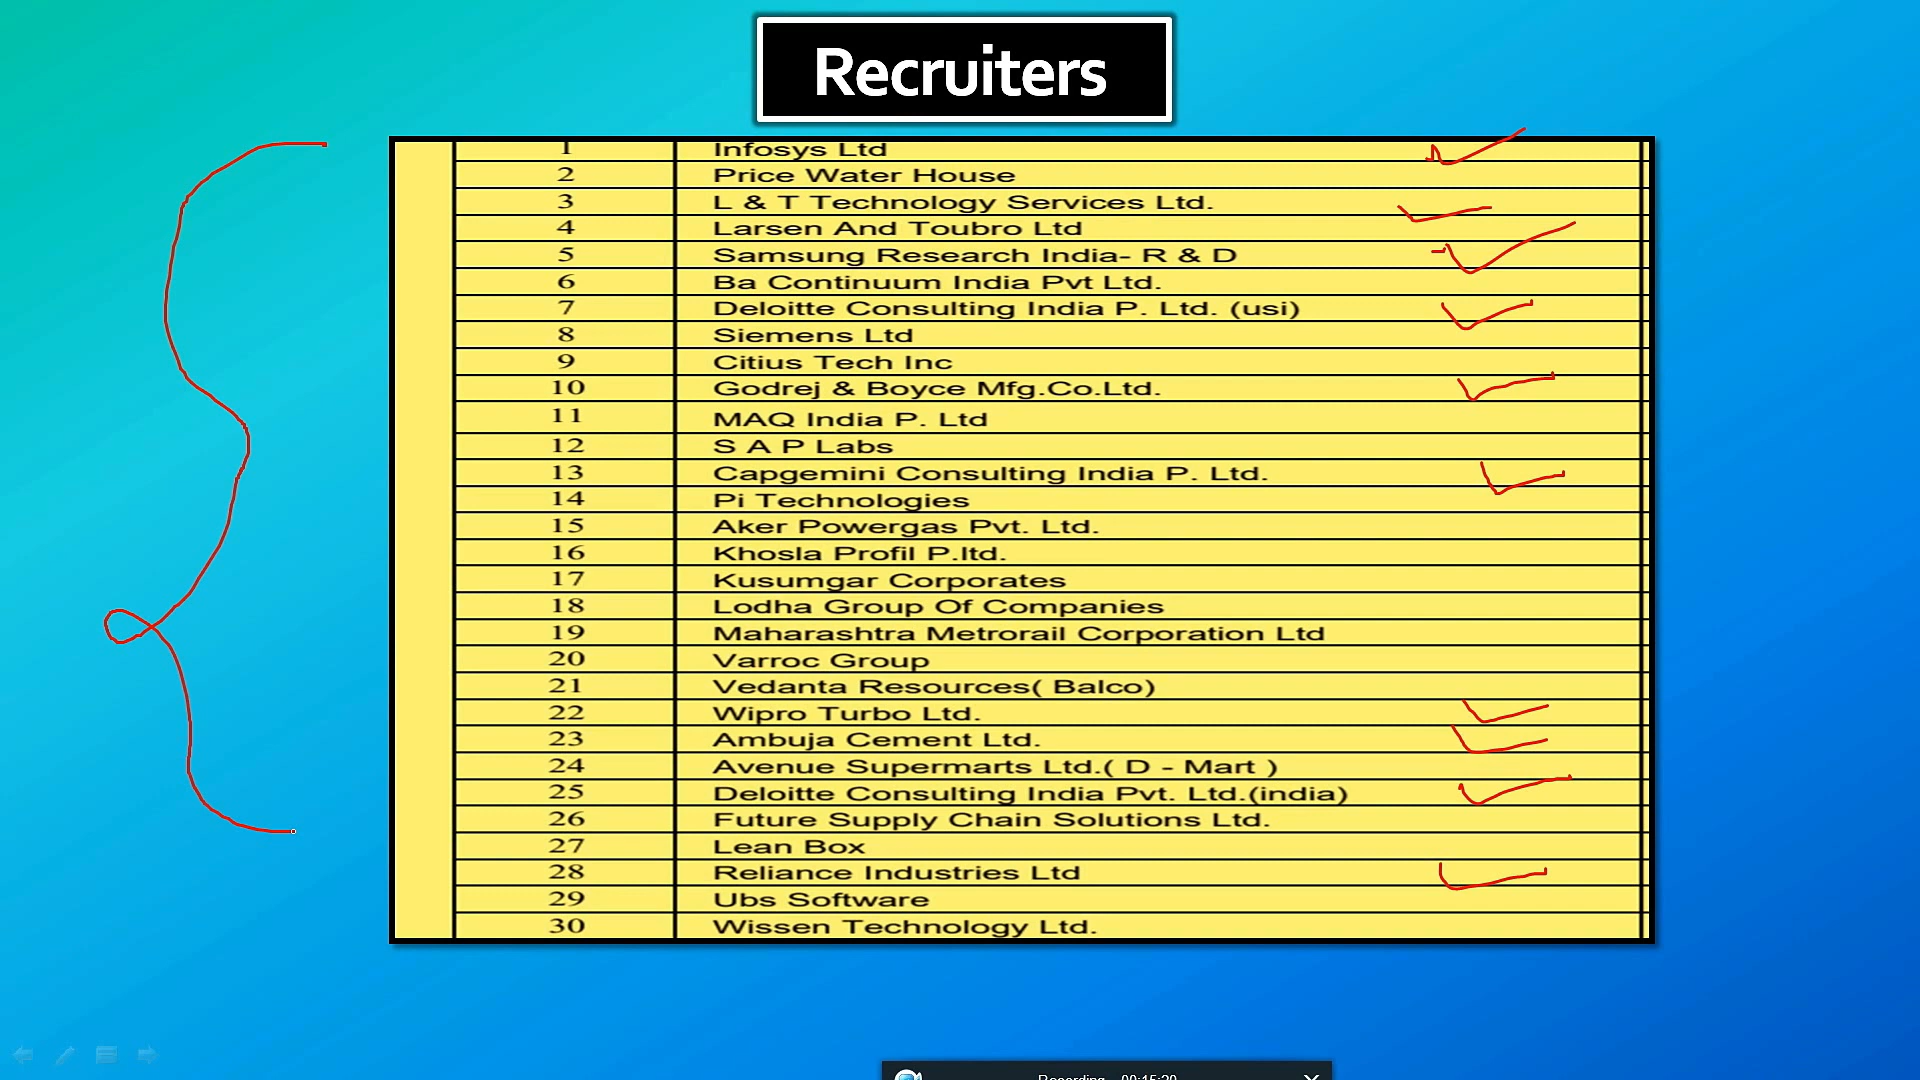 Recruiters
1 Infosys Ltd
2 Price Water House
3 L & T Technology Services Ltd.
4 Larsen And Toubro Ltd
5 Samsung Research India- R & D
6 Ba Continuum India Pvt Ltd.
7 Deloitte Consulting India P. Ltd. (usi)
8 Siemens Ltd
9 Citius Tech Inc
10 Godrej & Boyce Mfg.Co.Ltd.
11 MAQ India P. Ltd
12 S A P Labs
13 Capgemini Consulting India P. Ltd.
14 Pi Technologies
15 Aker Powergas Pvt. Ltd.
16 Khosla Profil P.ltd.
17 Kusumgar Corporates
18 Lodha Group Of Companies
19 Maharashtra Metrorail Corporation Ltd
20 Varroc Group
21 Vedanta Resources( Balco)
22 Wipro Turbo Ltd.
23 Ambuja Cement Ltd.
24 Avenue Supermarts Ltd.( D - Mart )
25 Deloitte Consulting India Pvt. Ltd.(india)
26 Future Supply Chain Solutions Ltd.
27 Lean Box
28 Reliance Industries Ltd
29 Ubs Software
30 Wissen Technology Ltd.
Recording... 00:15:20